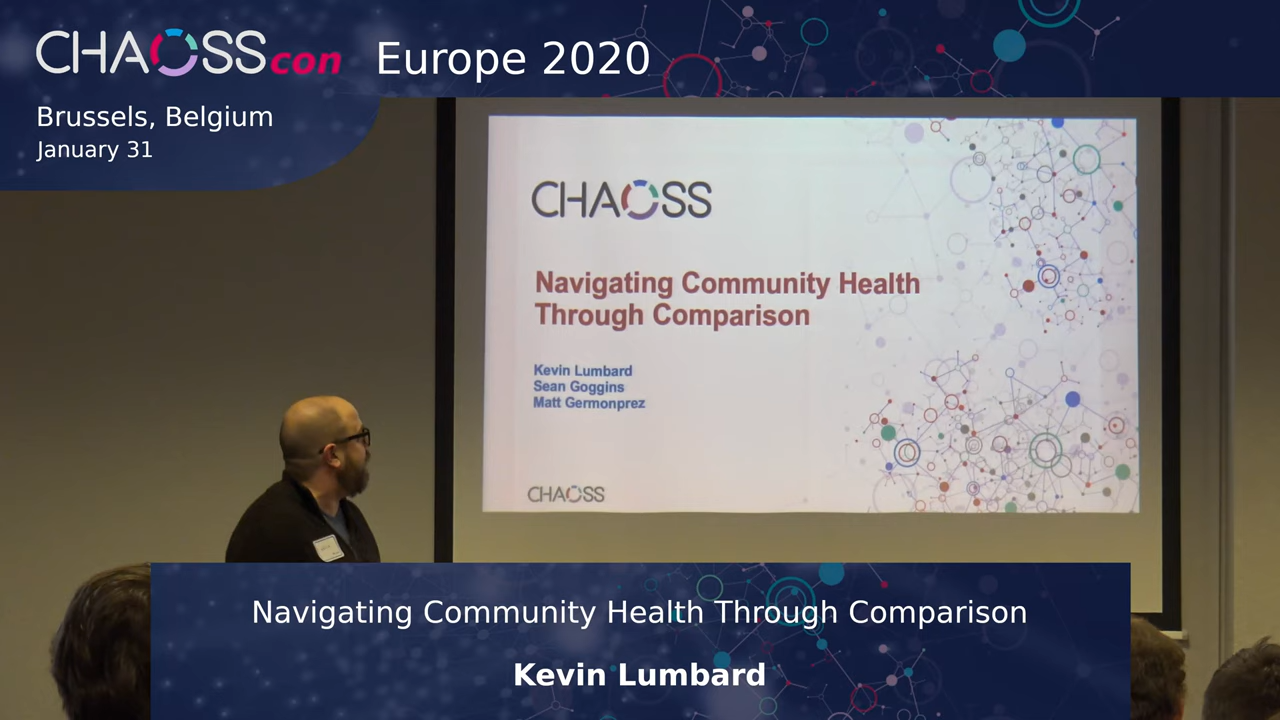 CHAOSScon Europe 2020
Brussels, Belgium
January 31
CHAOSS
Navigating Community Health
Through Comparison
Kevin Lumbard
Sean Goggins
Matt Germonprez
CHAOSS
Navigating Community Health Through Comparison
Kevin Lumbard